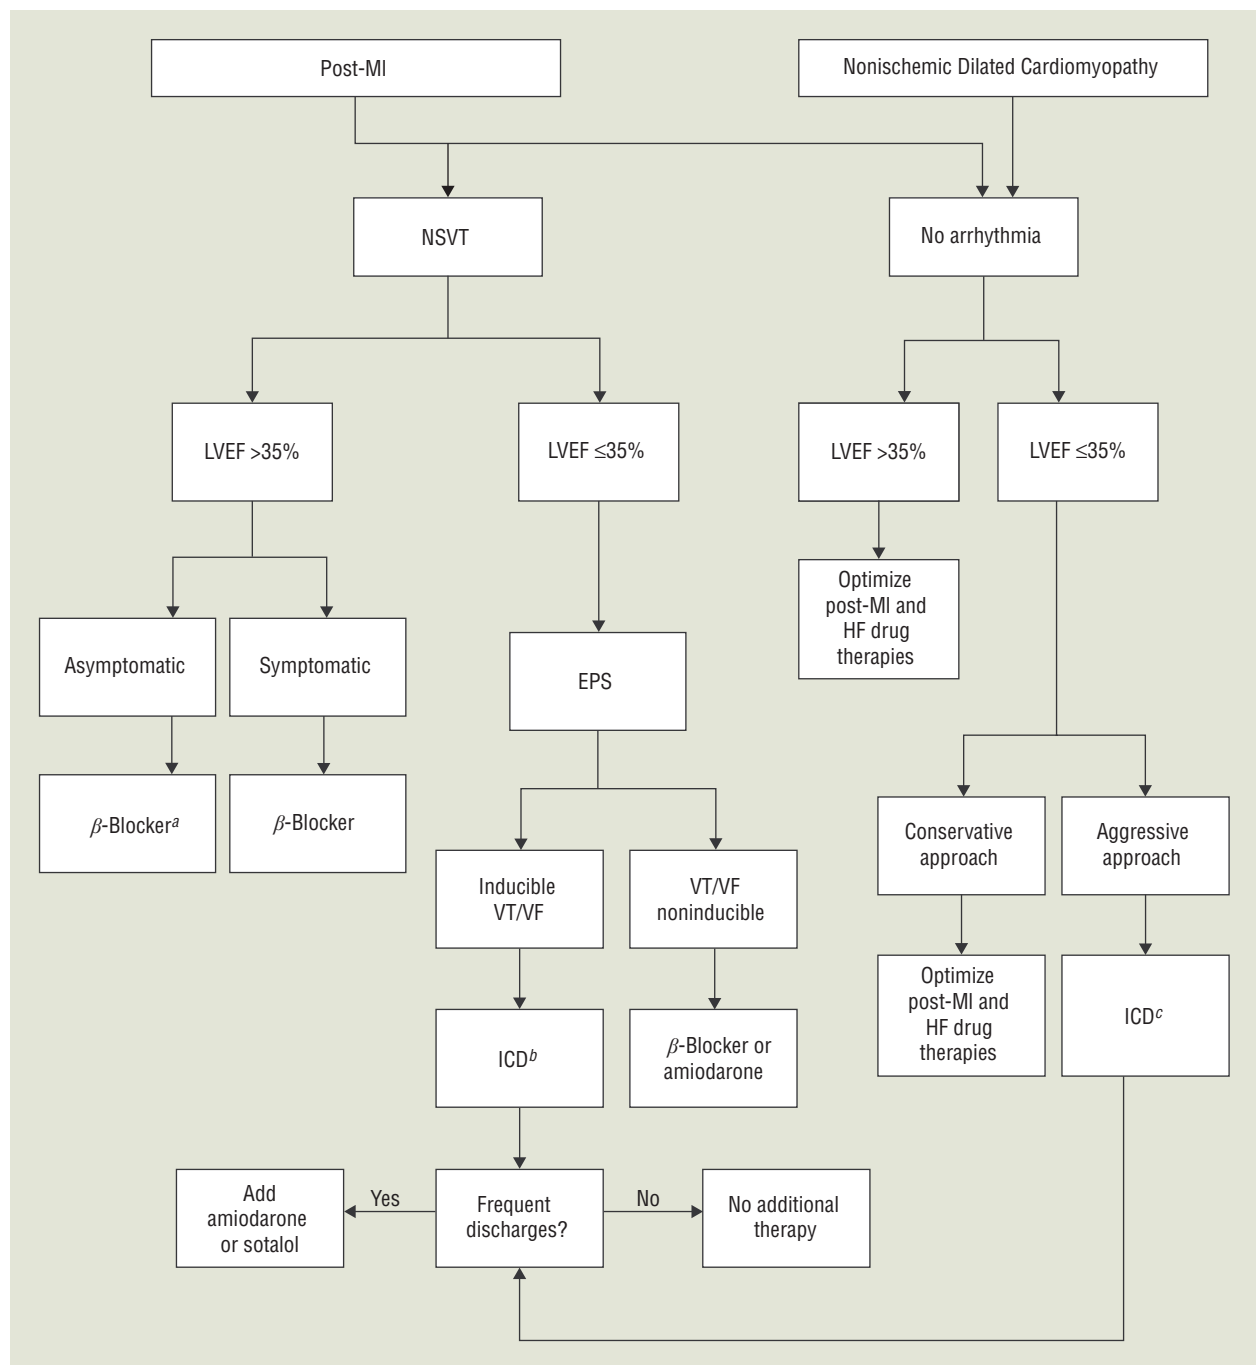 Post-MI
Nonischemic Dilated Cardiomyopathy
NSVT
No arrhythmia
LVEF >35%
LVEF ≤35%
LVEF >35%
LVEF ≤35%
Optimize
post-MI and
HF drug
therapies
Asymptomatic
Symptomatic
EPS
β-Blockerᵃ
β-Blocker
Conservative
approach
Aggressive
approach
Inducible
VT/VF
VT/VF
noninducible
Optimize
post-MI and
HF drug
therapies
ICDᶜ
ICDᵇ
β-Blocker or
amiodarone
Add
amiodarone
or sotalol
Yes
Frequent
discharges?
No
No additional
therapy